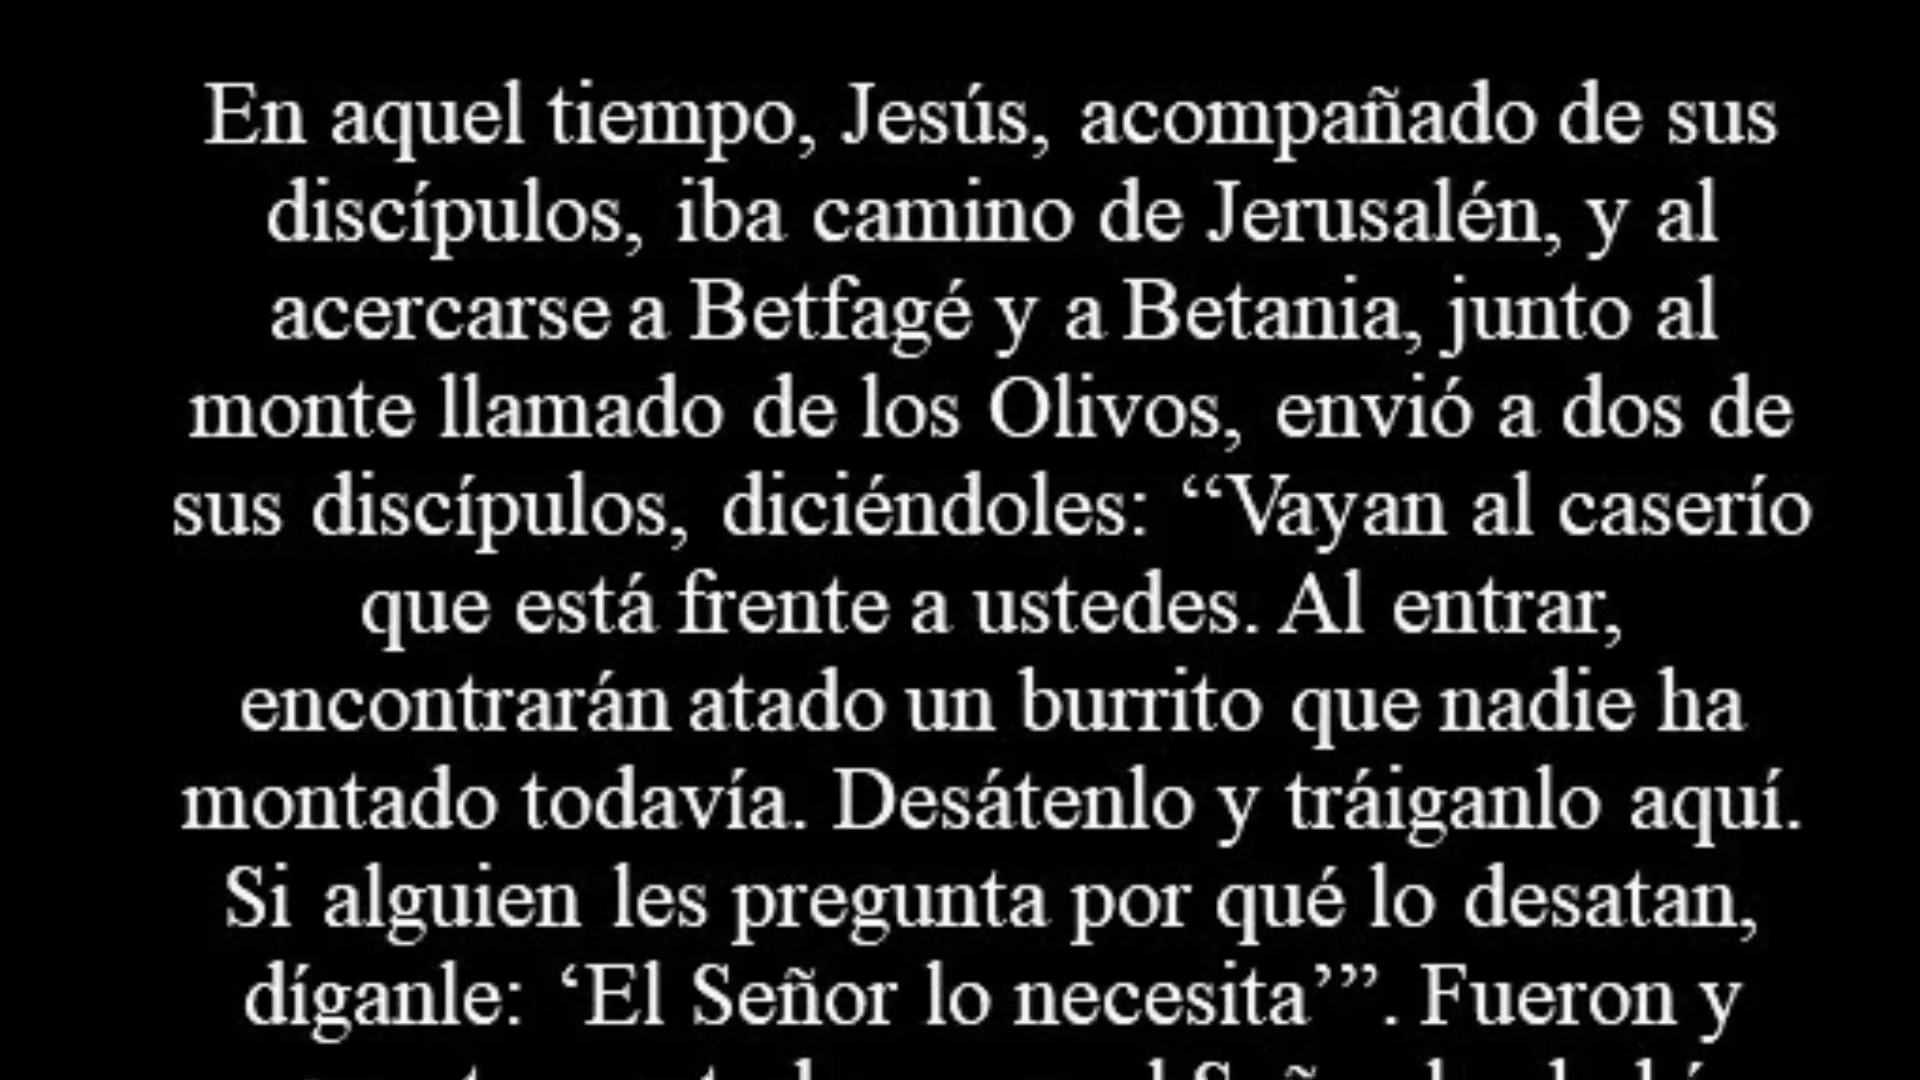 En aquel tiempo, Jesús, acompañado de sus
discípulos, iba camino de Jerusalén, y al
acercarse a Betfagé y a Betania, junto al
monte llamado de los Olivos, envió a dos de
sus discípulos, diciéndoles: “Vayan al caserío
que está frente a ustedes. Al entrar,
encontrarán atado un burrito que nadie ha
montado todavía. Desátenlo y tráiganlo aquí.
Si alguien les pregunta por qué lo desatan,
díganle: ‘El Señor lo necesita’”. Fueron y